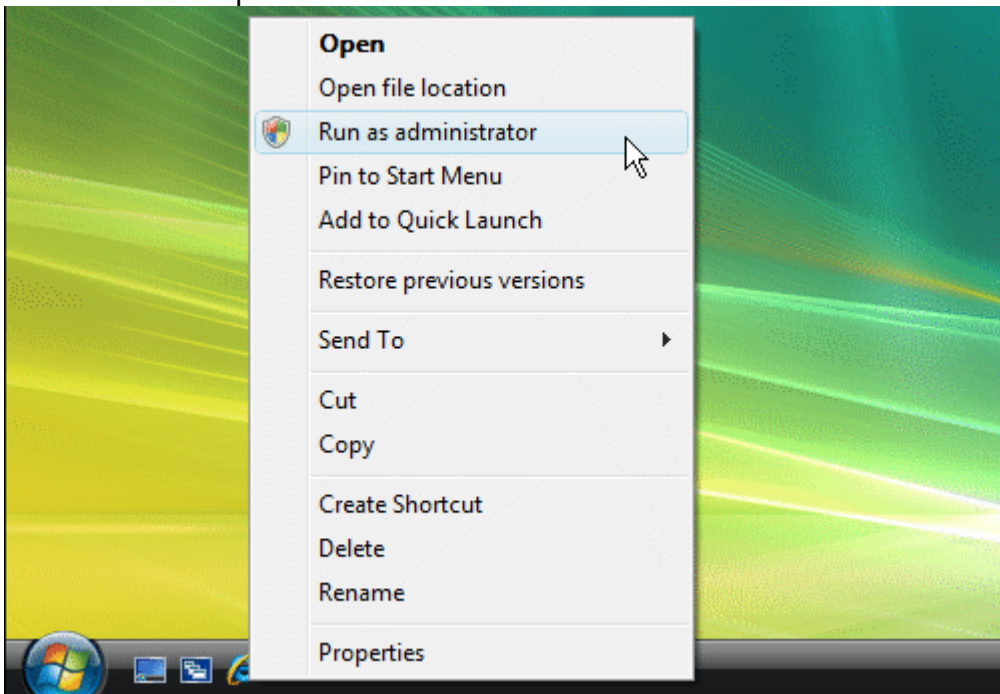 Open
Open file location
Run as administrator
Pin to Start Menu
Add to Quick Launch
Restore previous versions
Send To
Cut
Copy
Create Shortcut
Delete
Rename
Properties